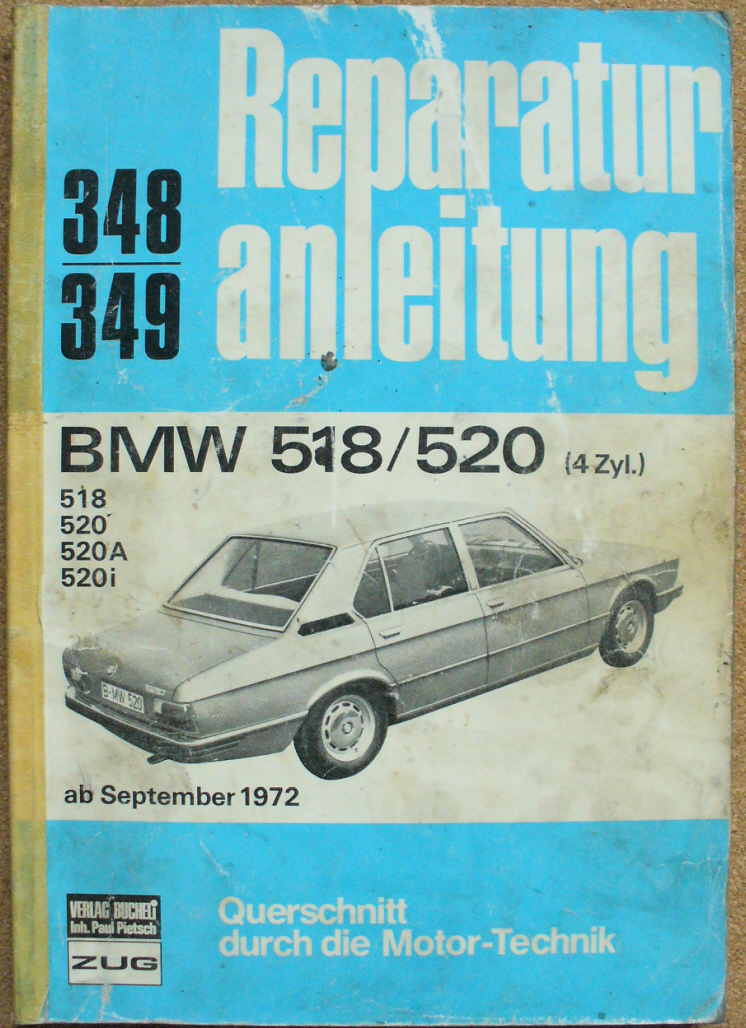 Reparatur
anleitung
348
349
BMW 518/520 (4 Zyl.)
518
520
520A
520i
B-MW 520
ab September 1972
VERLAG BUCHELI
Inh. Paul Pietsch
ZUG
Querschnitt
durch die Motor-Technik